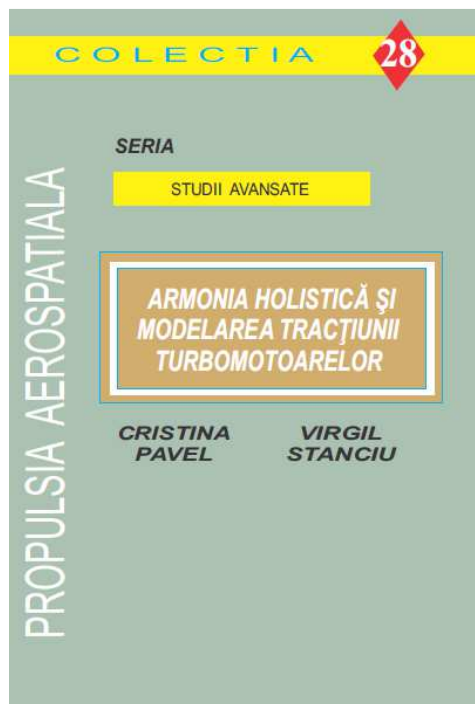 COLECTIA
28
SERIA
STUDII AVANSATE
PROPULSIA AEROSPATIALA
ARMONIA HOLISTICĂ ŞI
MODELAREA TRACŢIUNII
TURBOMOTOARELOR
CRISTINA PAVEL
VIRGIL STANCIU